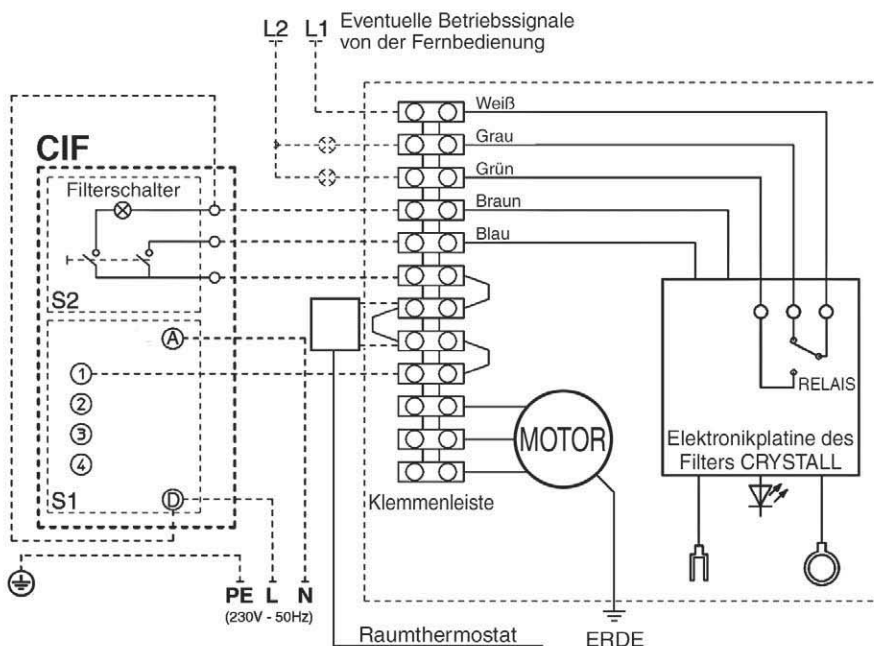 L2 L1 Eventuelle Betriebssignale
von der Fernbedienung
Weiß
Grau
CIF
Grün
Filterschalter
Braun
Blau
S2
A
1
RELAIS
2
3
MOTOR
Elektronikplatine des
Filters CRYSTALL
4
S1
D
Klemmenleiste
PE L N
(230V - 50Hz)
Raumthermostat
ERDE